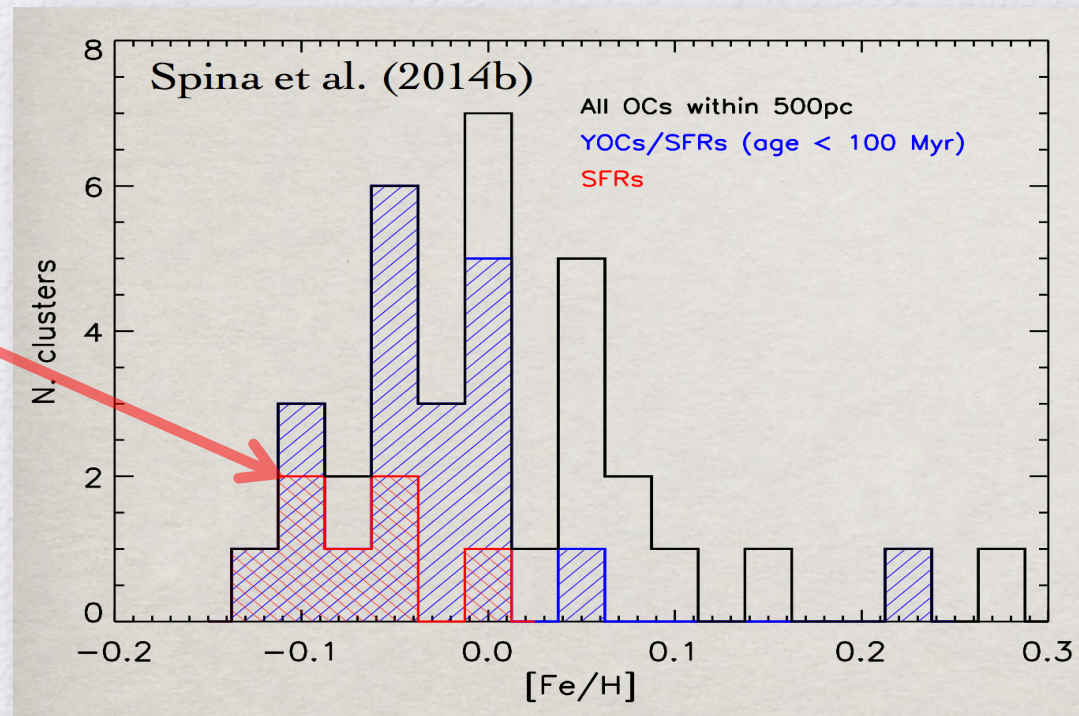 Spina et al. (2014b)
All OCs within 500pc
YOCs/SFRs (age < 100 Myr)
SFRs
8
6
4
2
0
N. clusters
−0.2
−0.1
0.0
0.1
0.2
0.3
[Fe/H]